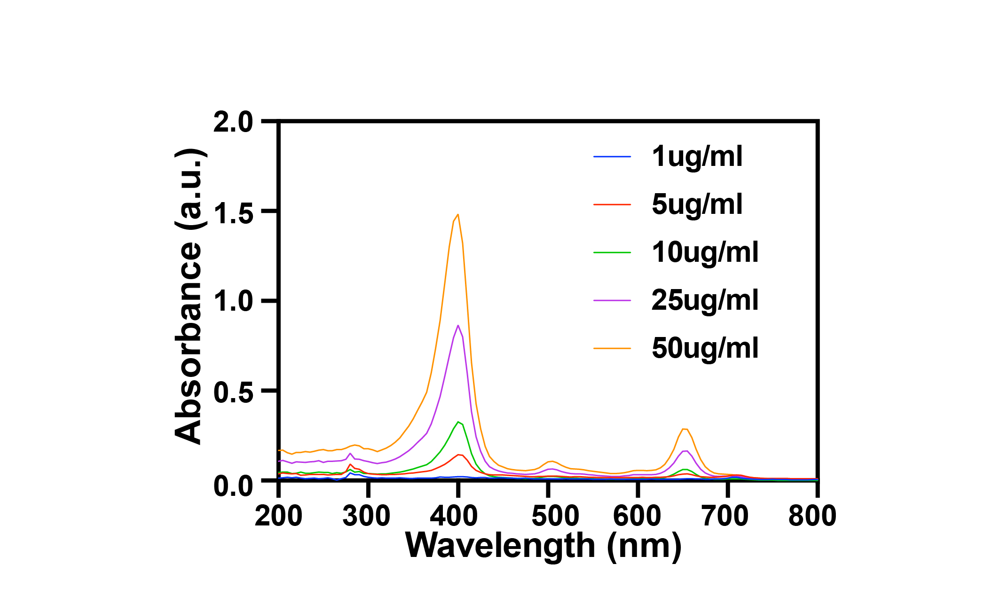 2.0
1.5
1.0
0.5
0.0
Absorbance (a.u.)
1ug/ml
5ug/ml
10ug/ml
25ug/ml
50ug/ml
200 300 400 500 600 700 800
Wavelength (nm)